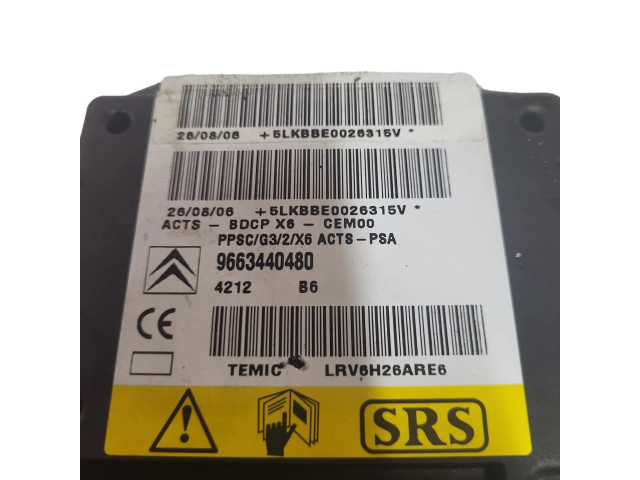 26/08/06 +5LKBBE0026315V *
26/08/06 +5LKBBE0026315V *
ACTS - BDCP X6 - CEM00
PPSC/G3/2/X6 ACTS-PSA
9663440480
4212 B6
CE
TEMIC LRV6H26ARE6
SRS